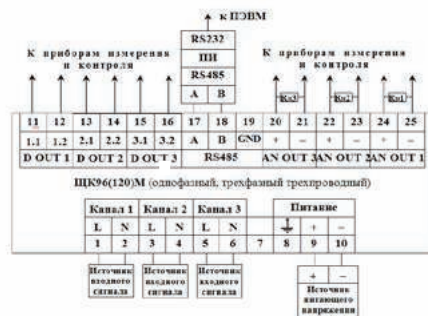 к ПЭВМ
RS232
ПИ
RS485
А В
К приборам измерения
и контроля
К приборам измерения
и контроля
Rн3 Rн2 Rн1
11 12 13 14 15 16 17 18 19 20 21 22 23 24 25
1.1 1.2 2.1 2.2 3.1 3.2 А В GND + − + − + −
D OUT 1 D OUT 2 D OUT 3 RS485 AN OUT 3 AN OUT 2 AN OUT 1
ЩК96(120)М (однофазный, трехфазный трехпроводный)
Канал 1 Канал 2 Канал 3 Питание
L N L N L N + −
1 2 3 4 5 6 7 8 9 10
Источник входного сигнала
Источник входного сигнала
Источник входного сигнала
+ −
Источник
питающего
напряжения